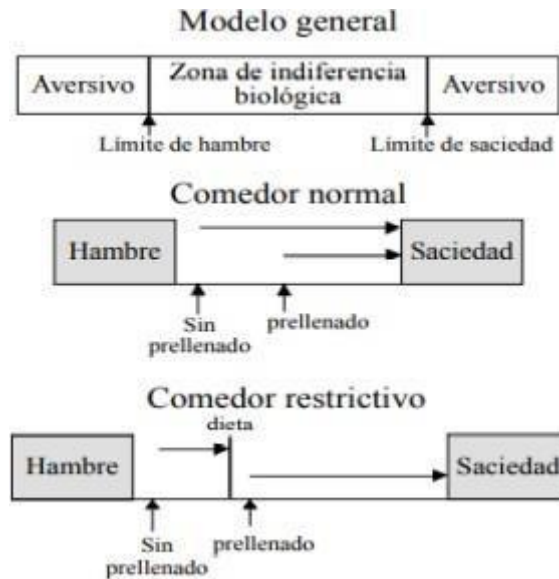 Modelo general
Aversivo
Zona de indiferencia
biológica
Aversivo
Límite de hambre
Límite de saciedad
Comedor normal
Hambre
Saciedad
Sin
prellenado
prellenado
Comedor restrictivo
dieta
Hambre
Saciedad
Sin
prellenado
prellenado